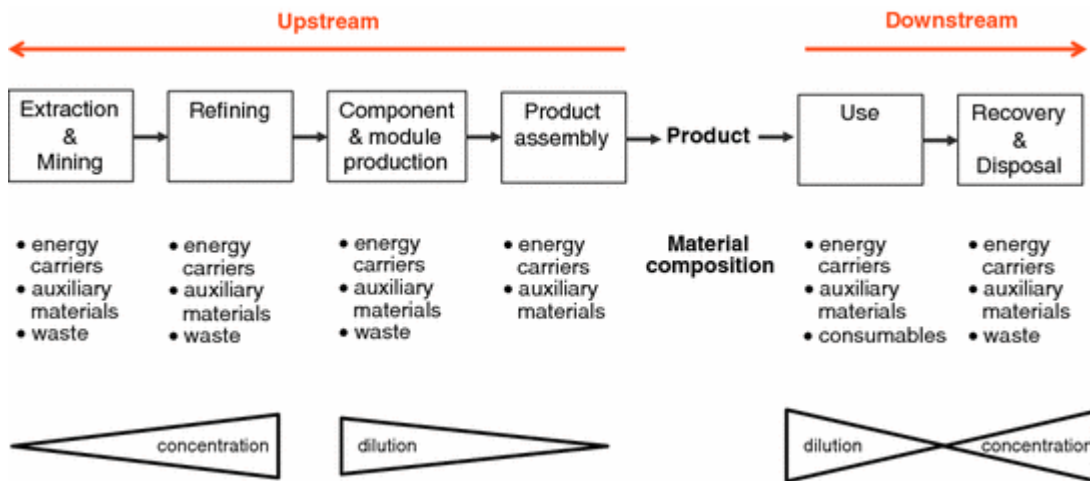 Upstream
Downstream
Extraction
&
Mining
Refining
Component
& module
production
Product
assembly
Product
Use
Recovery
&
Disposal
• energy
carriers
• auxiliary
materials
• waste
• energy
carriers
• auxiliary
materials
• waste
• energy
carriers
• auxiliary
materials
• waste
• energy
carriers
• auxiliary
materials
Material
composition
• energy
carriers
• auxiliary
materials
• consumables
• energy
carriers
• auxiliary
materials
• waste
concentration
dilution
dilution
concentration